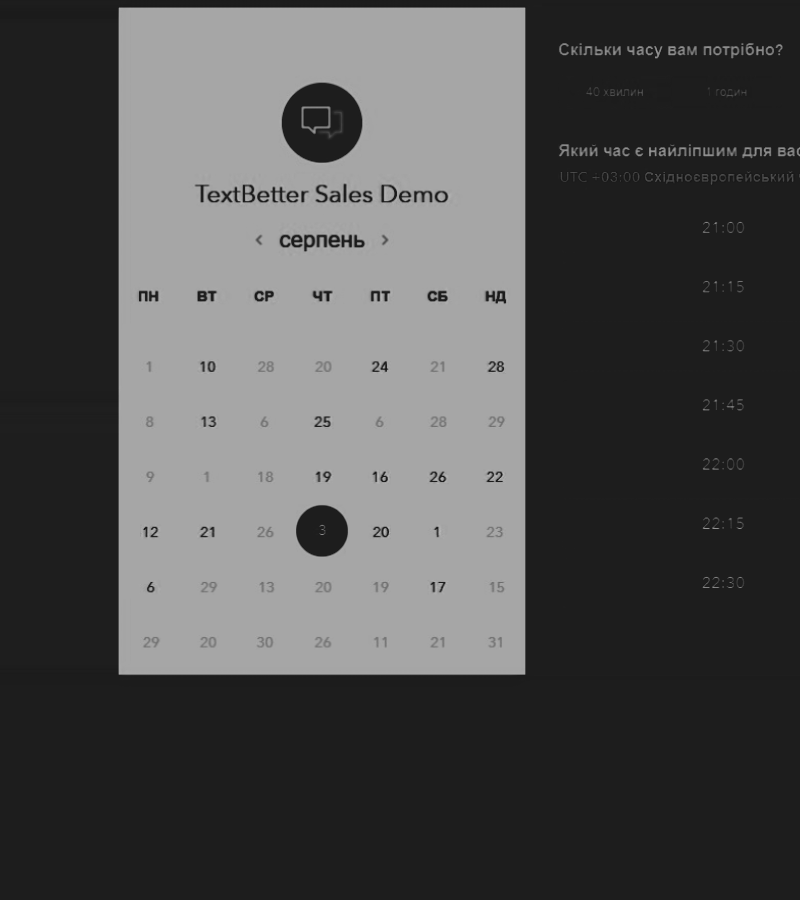 TextBetter Sales Demo
серпень
ПН ВТ СР ЧТ ПТ СБ НД
1 10 28 20 24 21 28
8 13 6 25 6 28 29
9 1 18 19 16 26 22
12 21 26 3 20 1 23
6 29 13 20 19 17 15
29 20 30 26 11 21 31
Скільки часу вам потрібно?
40 хвилин 1 годин
Який час є найліпшим для вас
UTC +03:00 Східноєвропейський
21:00
21:15
21:30
21:45
22:00
22:15
22:30